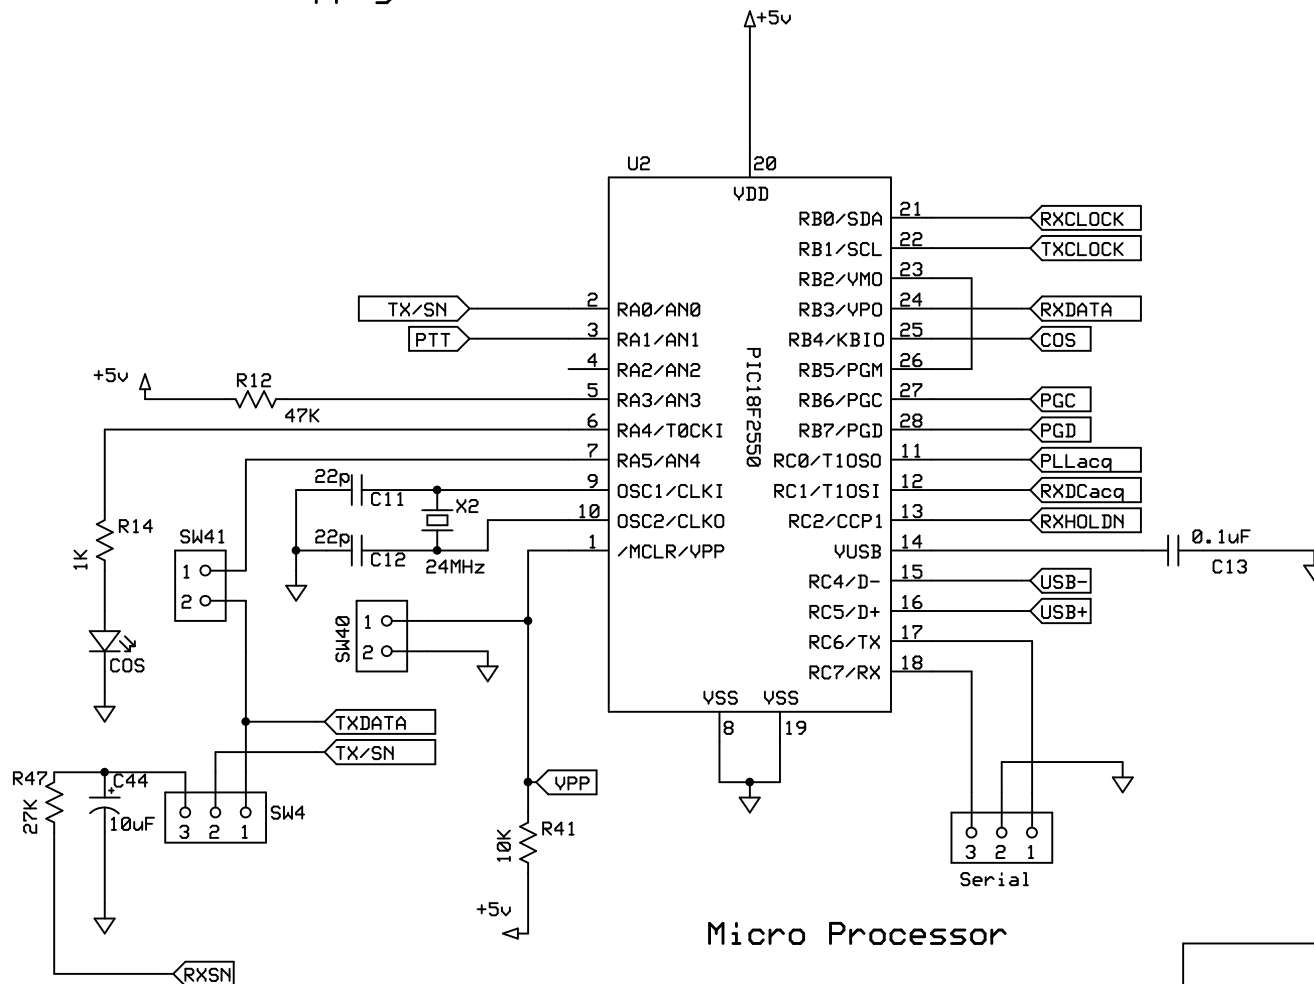 +5v
U2
20
VDD
PIC18F2550
21
RB0/SDA
RXCLOCK
22
RB1/SCL
TXCLOCK
23
RB2/VMO
TX/SN
2
RA0/AN0
24
RB3/VPO
RXDATA
PTT
3
RA1/AN1
25
RB4/KBIO
COS
4
RA2/AN2
26
RB5/PGM
+5v
R12
47K
5
RA3/AN3
27
RB6/PGC
PGC
6
RA4/T0CKI
28
RB7/PGD
PGD
7
RA5/AN4
11
RC0/T1OSO
PLLacq
22p
C11
9
OSC1/CLKI
12
RC1/T1OSI
RXDCacq
X2
24MHz
22p
C12
10
OSC2/CLKO
13
RC2/CCP1
RXHOLDN
1
/MCLR/VPP
14
VUSB
0.1uF
C13
15
RC4/D-
USB-
16
RC5/D+
USB+
17
RC6/TX
18
RC7/RX
R14
1K
SW41
1
2
COS
SW40
1
2
VSS
VSS
8
19
TXDATA
TX/SN
R47
27K
C44
+
10uF
SW4
3 2 1
VPP
10K
R41
+5v
3 2 1
Serial
Micro Processor
RXSN